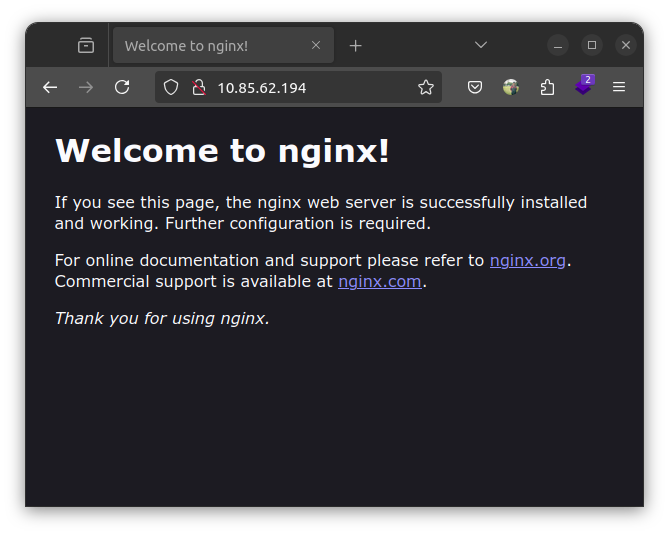 Welcome to nginx!
10.85.62.194
2
Welcome to nginx!
If you see this page, the nginx web server is successfully installed
and working. Further configuration is required.
For online documentation and support please refer to nginx.org.
Commercial support is available at nginx.com.
Thank you for using nginx.